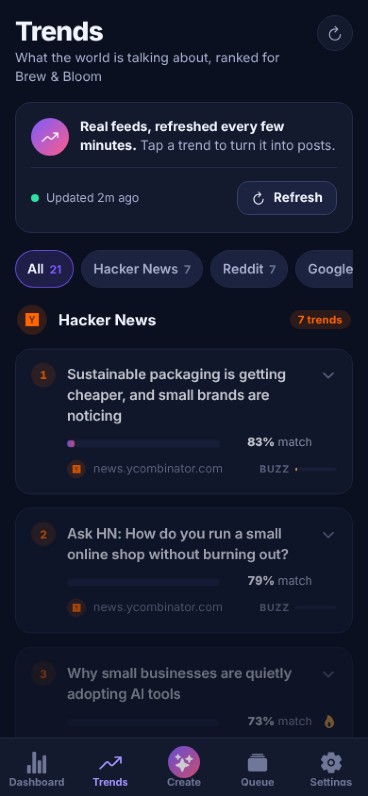 Trends
What the world is talking about, ranked for
Brew & Bloom
Real feeds, refreshed every few
minutes. Tap a trend to turn it into posts.
Updated 2m ago
Refresh
All 21
Hacker News 7
Reddit 7
Google
Y
Hacker News
7 trends
1
Sustainable packaging is getting
cheaper, and small brands are
noticing
83% match
Y
news.ycombinator.com
BUZZ
2
Ask HN: How do you run a small
online shop without burning out?
79% match
Y
news.ycombinator.com
BUZZ
3
Why small businesses are quietly
adopting AI tools
73% match
Dashboard
Trends
Create
Queue
Settings